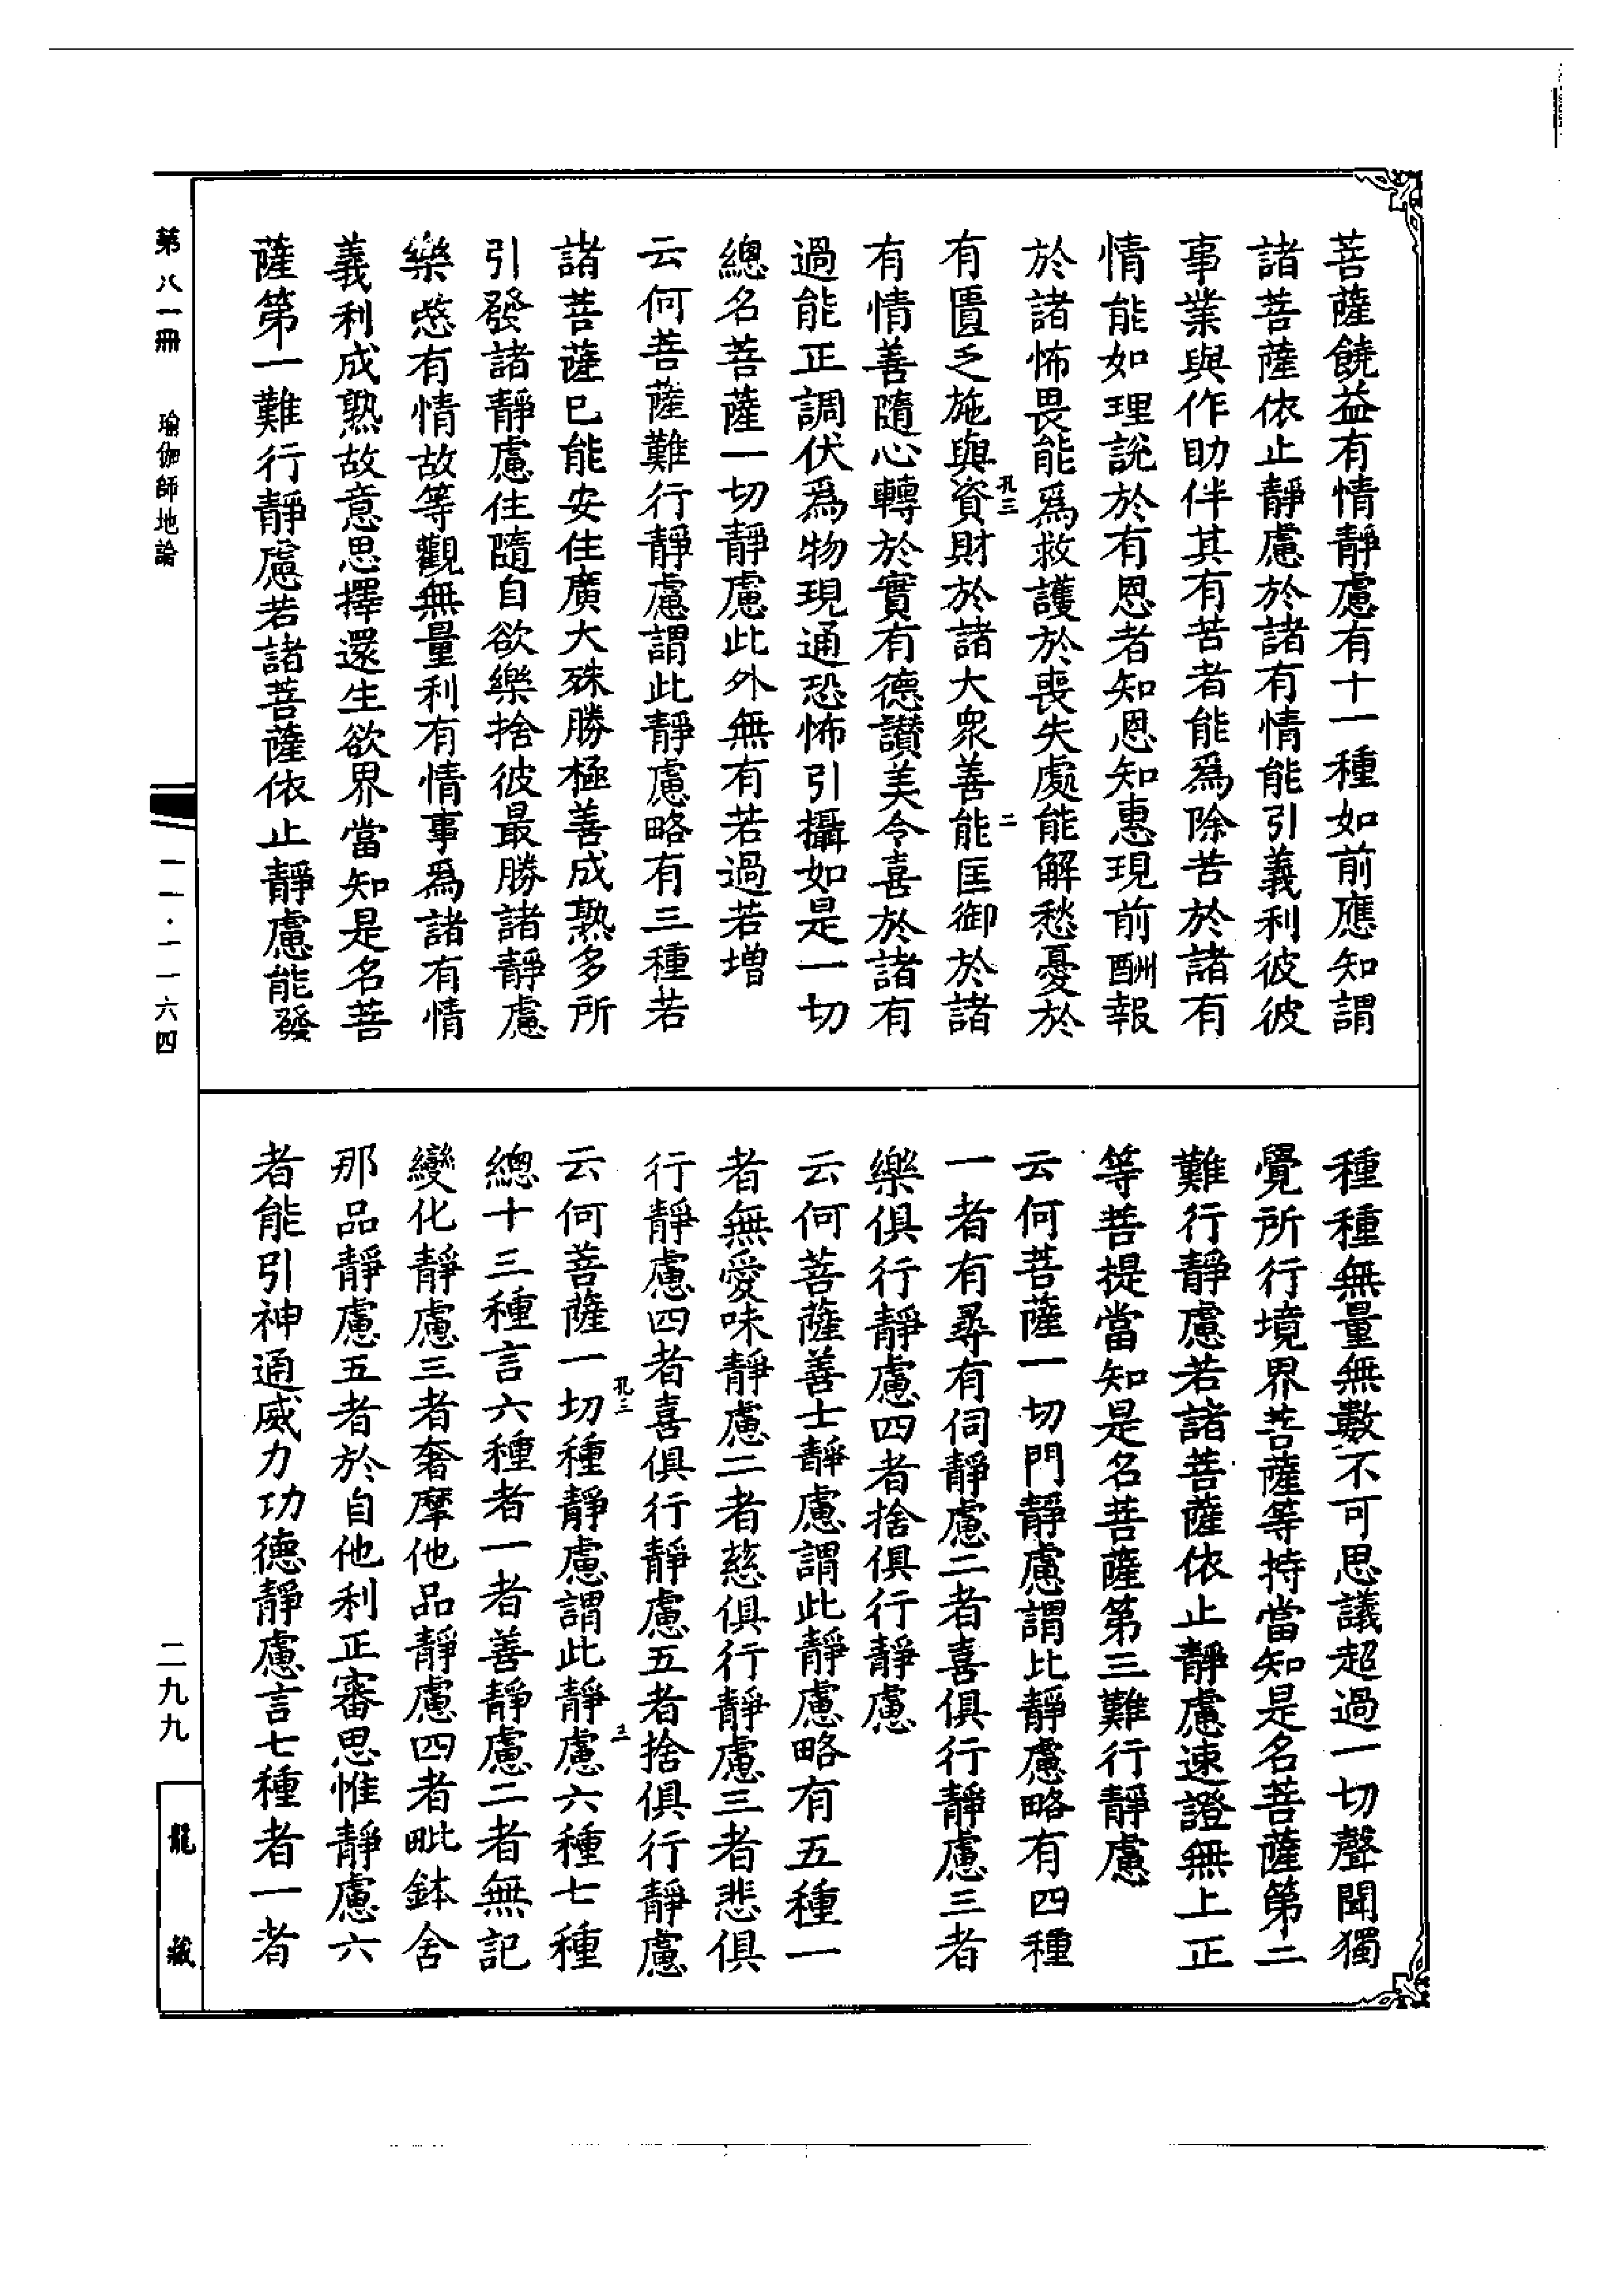 菩薩饒益有情靜慮有十一種如前應知謂
諸菩薩依止靜慮於諸有情能引義利彼彼
事業與作助伴其有苦者能爲除苦於諸有
情能如理說於有恩者知恩知惠現前酬報
於諸怖畏能爲救護於喪失處能解愁憂於
有匱乏施與資財於諸大衆善能匡御於諸
孔三
二
有情善隨心轉於實有德讚美令喜於諸有
過能正調伏爲物現通恐怖引攝如是一切
總名菩薩一切靜慮此外無有若過若增
云何菩薩難行靜慮謂此靜慮略有三種若
諸菩薩已能安住廣大殊勝極善成熟多所
引發諸靜慮住隨自欲樂捨彼最勝諸靜慮
樂愍有情故等觀無量利有情事爲諸有情
義利成熟故意思擇還生欲界當知是名菩
薩第一難行靜慮若諸菩薩依止靜慮能發
種種無量無數不可思議超過一切聲聞獨
覺所行境界菩薩等持當知是名菩薩第二
難行靜慮若諸菩薩依止靜慮速證無上正
等菩提當知是名菩薩第三難行靜慮
云何菩薩一切門靜慮謂此靜慮略有四種
一者有尋有伺靜慮二者喜俱行靜慮三者
樂俱行靜慮四者捨俱行靜慮
云何菩薩善士靜慮謂此靜慮略有五種一
者無愛味靜慮二者慈俱行靜慮三者悲俱
行靜慮四者喜俱行靜慮五者捨俱行靜慮
云何菩薩一切種靜慮謂此靜慮六種七種
孔三
三
總十三種言六種者一者善靜慮二者無記
變化靜慮三者奢摩他品靜慮四者毗鉢舍
那品靜慮五者於自他利正審思惟靜慮六
者能引神通威力功德靜慮言七種者一者
第八一冊 瑜伽師地論
一一·一一六四
二九九
龍藏